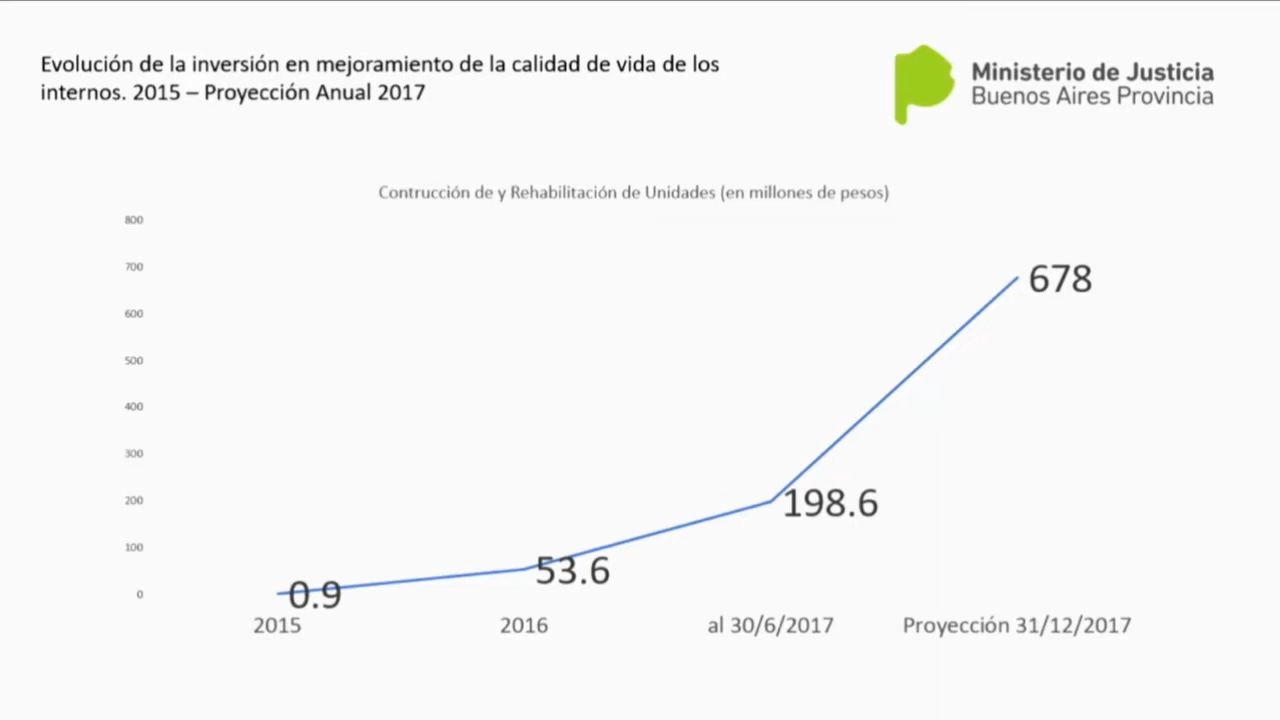 Evolución de la inversión en mejoramiento de la calidad de vida de los
internos. 2015 – Proyección Anual 2017
Ministerio de Justicia
Buenos Aires Provincia
Contrucción de y Rehabilitación de Unidades (en millones de pesos)
800
700
600
500
400
300
200
100
0
678
198.6
53.6
0.9
2015
2016
al 30/6/2017
Proyección 31/12/2017